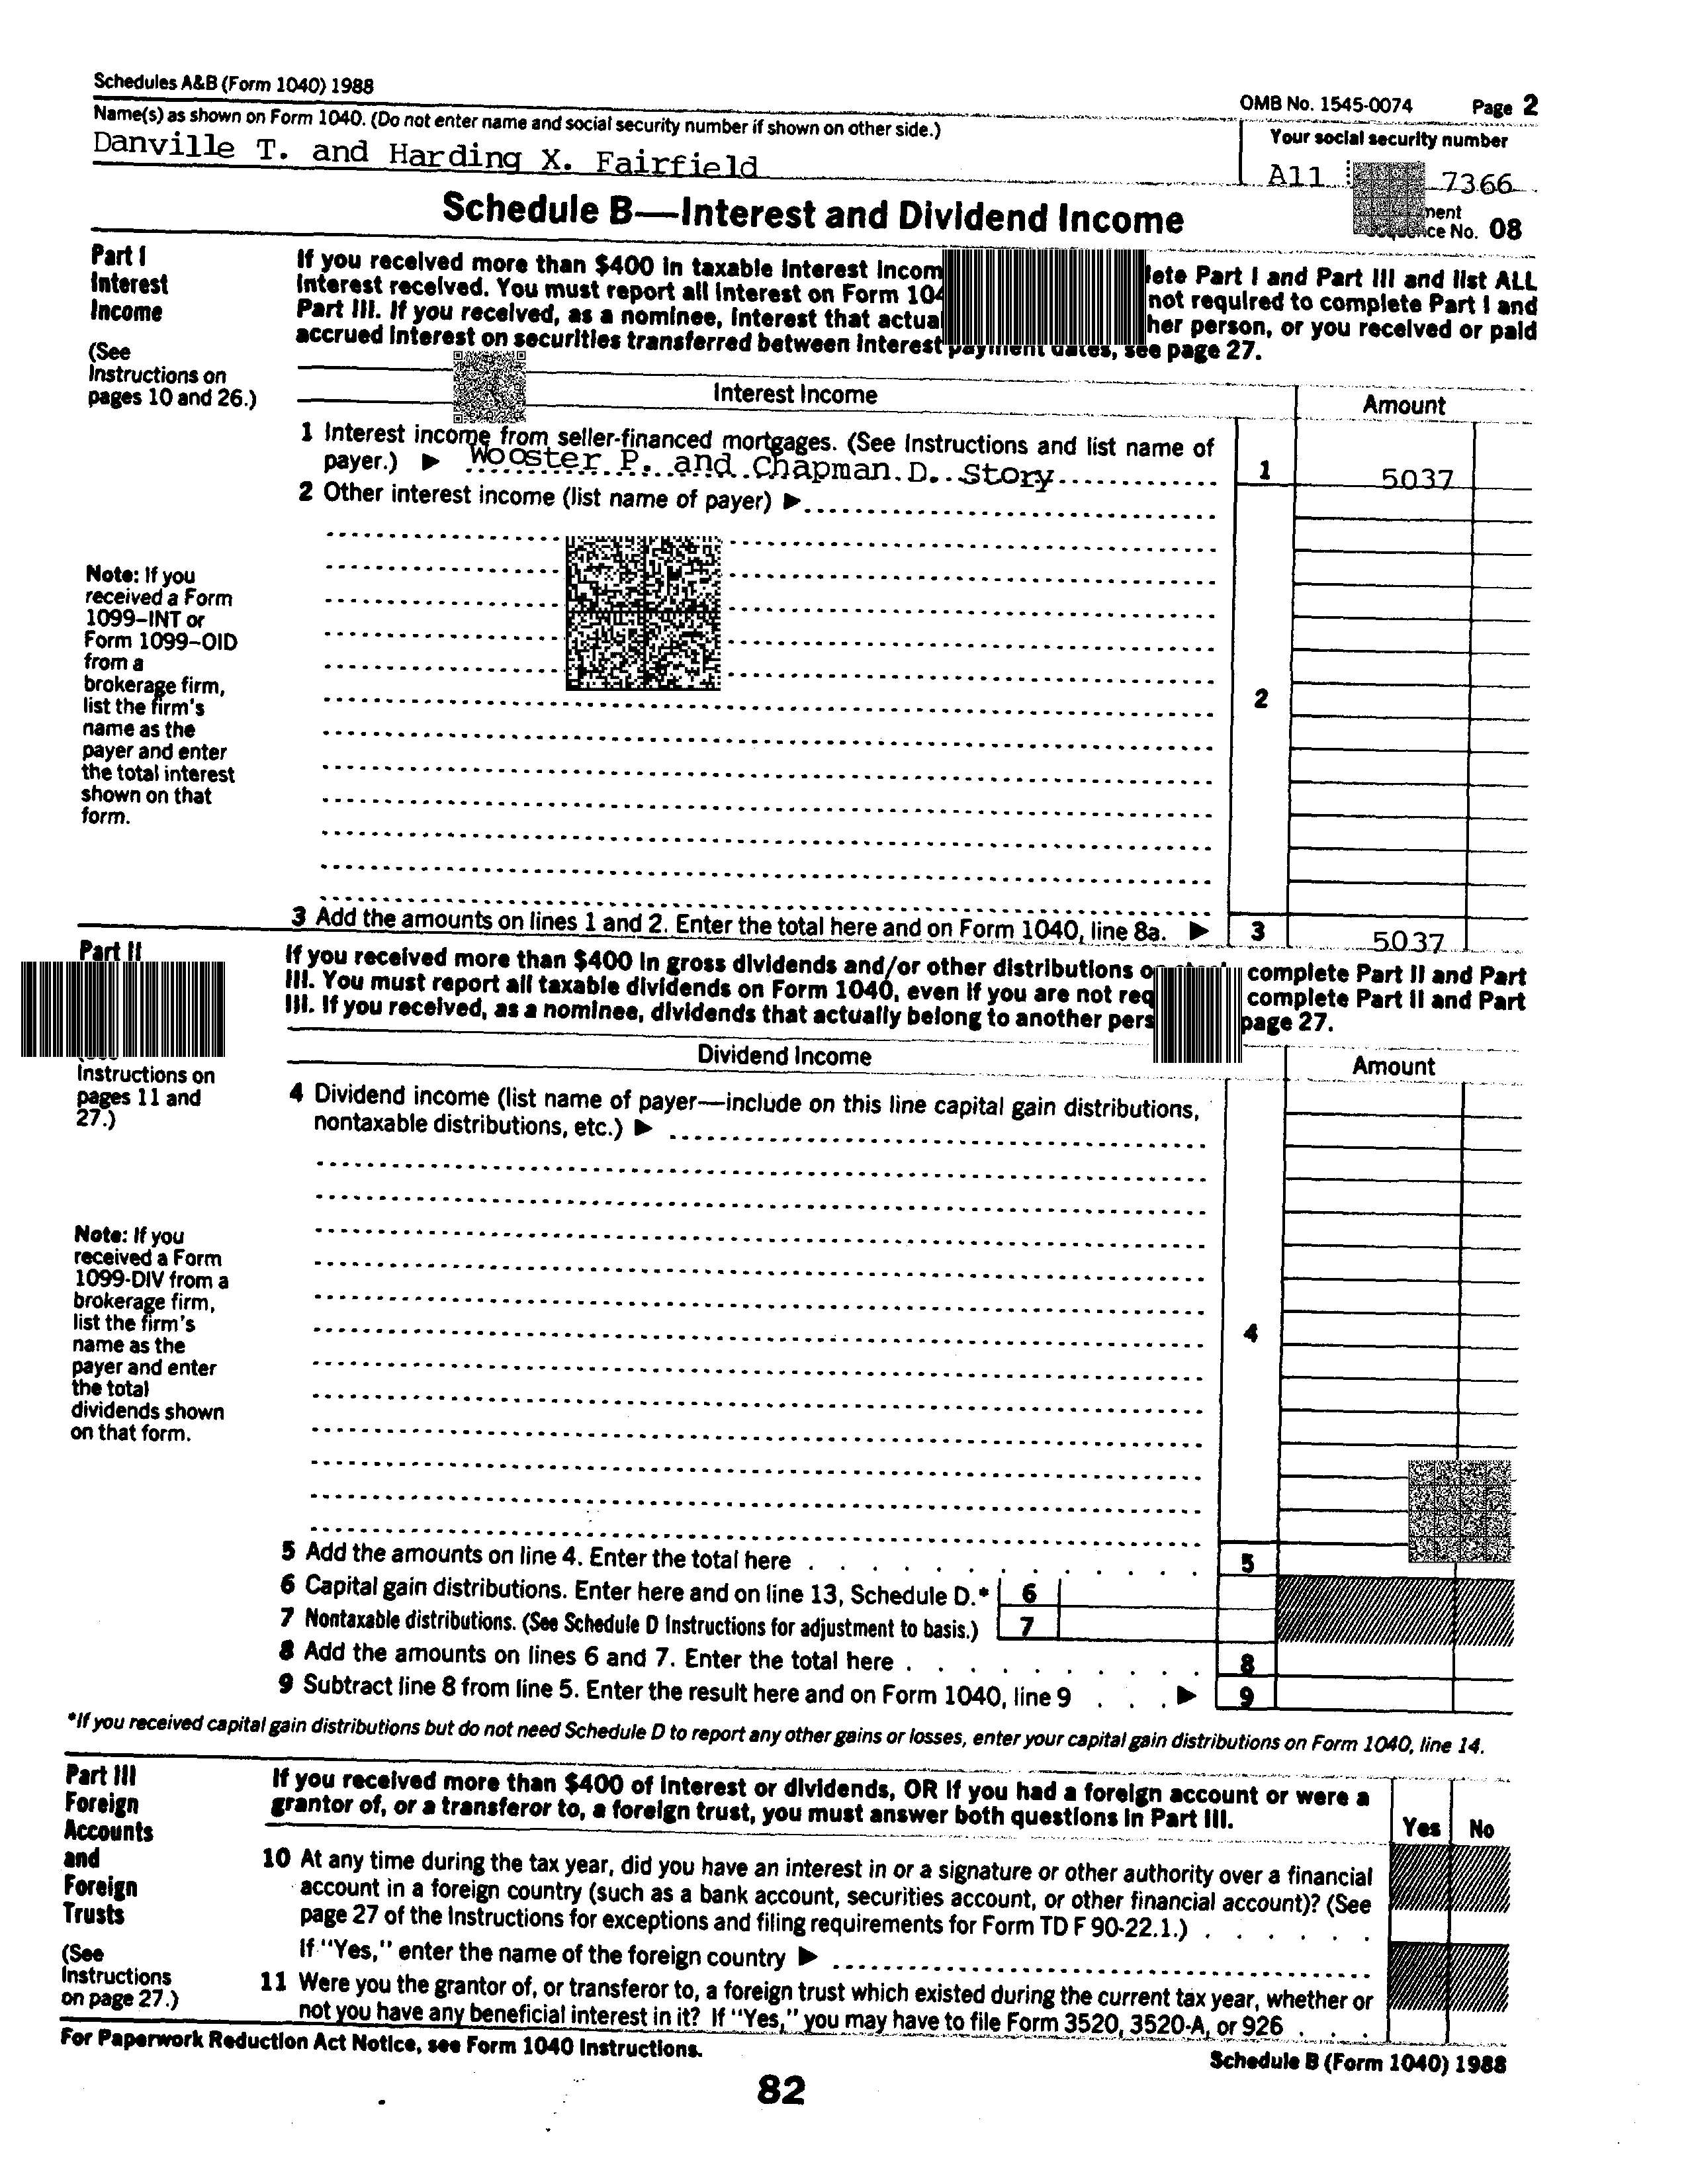 Schedules A&B (Form 1040) 1988
OMB No. 1545-0074 Page 2
Name(s) as shown on Form 1040. (Do not enter name and social security number if shown on other side.)
Your social security number
Danville T. and Harding X. Fairfield
A11 7366
Schedule B—Interest and Dividend Income
No. 08
Part I
Interest
Income
(See
Instructions on
pages 10 and 26.)
If you received more than $400 in taxable interest Part I and Part III and list ALL
interest received. You must report all interest on Form not required to complete Part I and
Part III. If you received, as a nominee, interest that person, or you received or paid
accrued interest on securities transferred between interest payment dates, see page 27.
Interest Income
Amount
1 Interest income from seller-financed mortgages. (See Instructions and list name of
payer.) ▶ Wooster P. and Chapman D. Story
1 5037
2 Other interest income (list name of payer) ▶
Note: If you
received a Form
1099–INT or
Form 1099–OID
from a
brokerage firm,
list the firm's
name as the
payer and enter
the total interest
shown on that
form.
2
3 Add the amounts on lines 1 and 2. Enter the total here and on Form 1040, line 8a. ▶ 3 5037
Part II
Instructions on
pages 11 and
27.)
If you received more than $400 in gross dividends and/or other distributions complete Part II and Part
III. You must report all taxable dividends on Form 1040, even if you are not complete Part II and Part
III. If you received, as a nominee, dividends that actually belong to another page 27.
Dividend Income
Amount
4 Dividend income (list name of payer—include on this line capital gain distributions,
nontaxable distributions, etc.) ▶
Note: If you
received a Form
1099-DIV from a
brokerage firm,
list the firm's
name as the
payer and enter
the total
dividends shown
on that form.
4
5 Add the amounts on line 4. Enter the total here 5
6 Capital gain distributions. Enter here and on line 13, Schedule D.* 6
7 Nontaxable distributions. (See Schedule D Instructions for adjustment to basis.) 7
8 Add the amounts on lines 6 and 7. Enter the total here 8
9 Subtract line 8 from line 5. Enter the result here and on Form 1040, line 9 ▶ 9
*If you received capital gain distributions but do not need Schedule D to report any other gains or losses, enter your capital gain distributions on Form 1040, line 14.
Part III
Foreign
Accounts
and
Foreign
Trusts
(See
Instructions
on page 27.)
If you received more than $400 of interest or dividends, OR if you had a foreign account or were a
grantor of, or a transferor to, a foreign trust, you must answer both questions in Part III.
Yes No
10 At any time during the tax year, did you have an interest in or a signature or other authority over a financial
account in a foreign country (such as a bank account, securities account, or other financial account)? (See
page 27 of the Instructions for exceptions and filing requirements for Form TD F 90-22.1.)
If "Yes," enter the name of the foreign country ▶
11 Were you the grantor of, or transferor to, a foreign trust which existed during the current tax year, whether or
not you have any beneficial interest in it? If "Yes," you may have to file Form 3520, 3520-A, or 926
For Paperwork Reduction Act Notice, see Form 1040 Instructions.
Schedule B (Form 1040) 1988
82